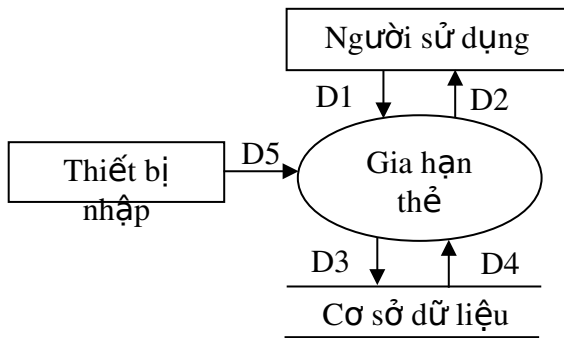 Người sử dụng
D1
D2
Thiết bị
nhập
D5
Gia hạn
thẻ
D3
D4
Cơ sở dữ liệu